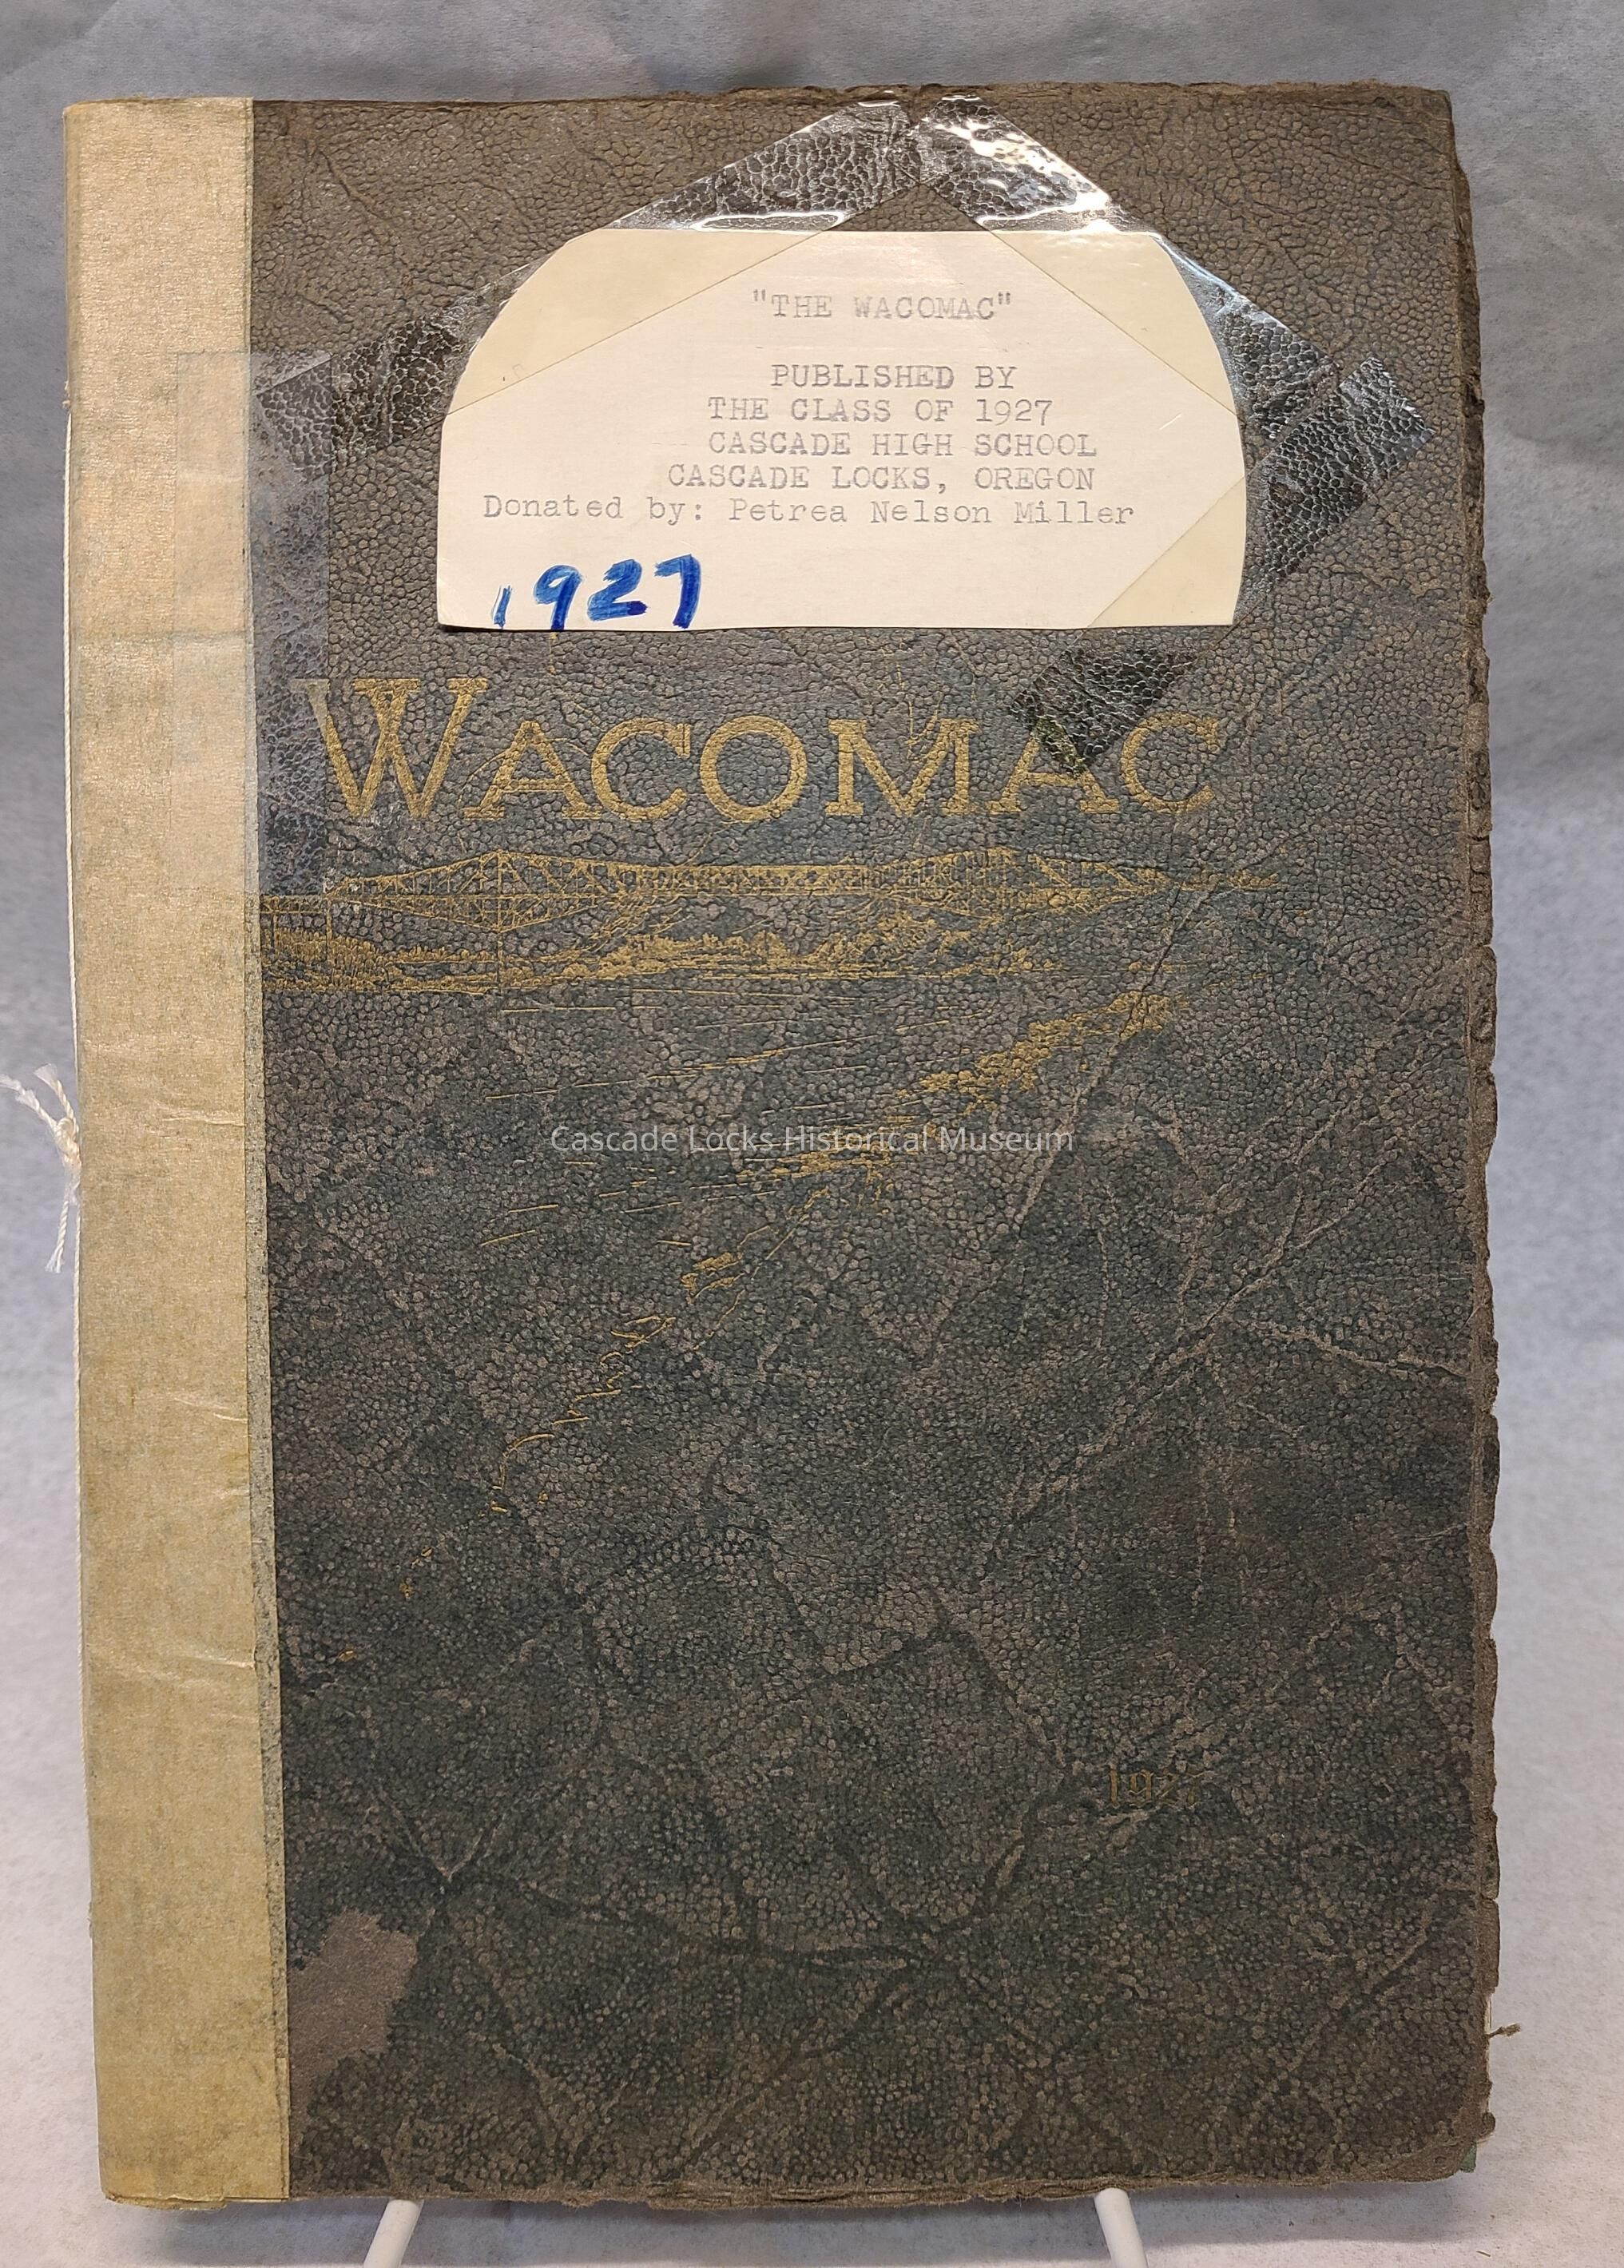 "THE WACOMAC"
PUBLISHED BY
THE CLASS OF 1927
CASCADE HIGH SCHOOL
CASCADE LOCKS, OREGON
Donated by: Petrea Nelson Miller
1927
WACOMAC
Cascade Locks Historical Museum
1927